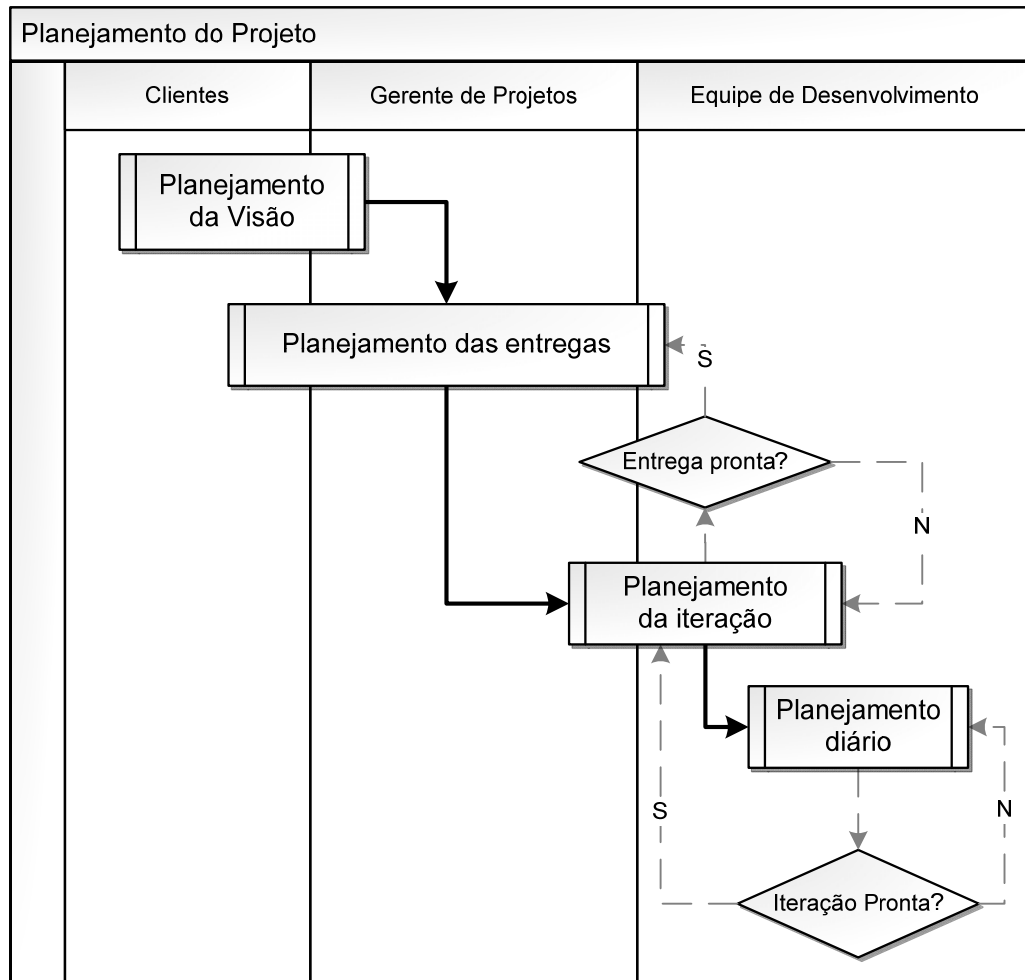 Planejamento do Projeto
Clientes
Gerente de Projetos
Equipe de Desenvolvimento
Planejamento
da Visão
Planejamento das entregas
S
Entrega pronta?
N
Planejamento
da iteração
Planejamento
diário
S
N
Iteração Pronta?